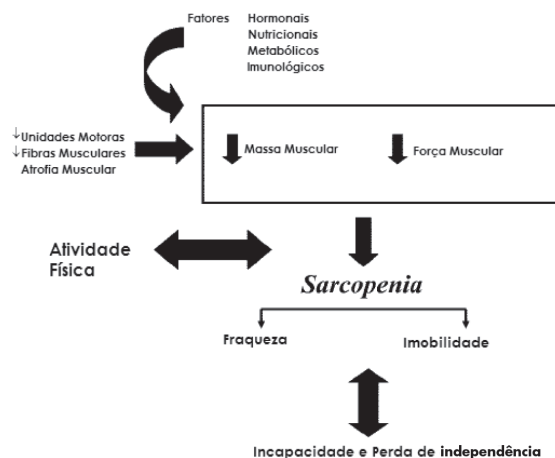 Fatores Hormonais
Nutricionais
Metabólicos
Imunológicos
↓Unidades Motoras
↓Fibras Musculares
Atrofia Muscular
Massa Muscular
Força Muscular
Atividade
Física
Sarcopenia
Fraqueza
Imobilidade
Incapacidade e Perda de independência